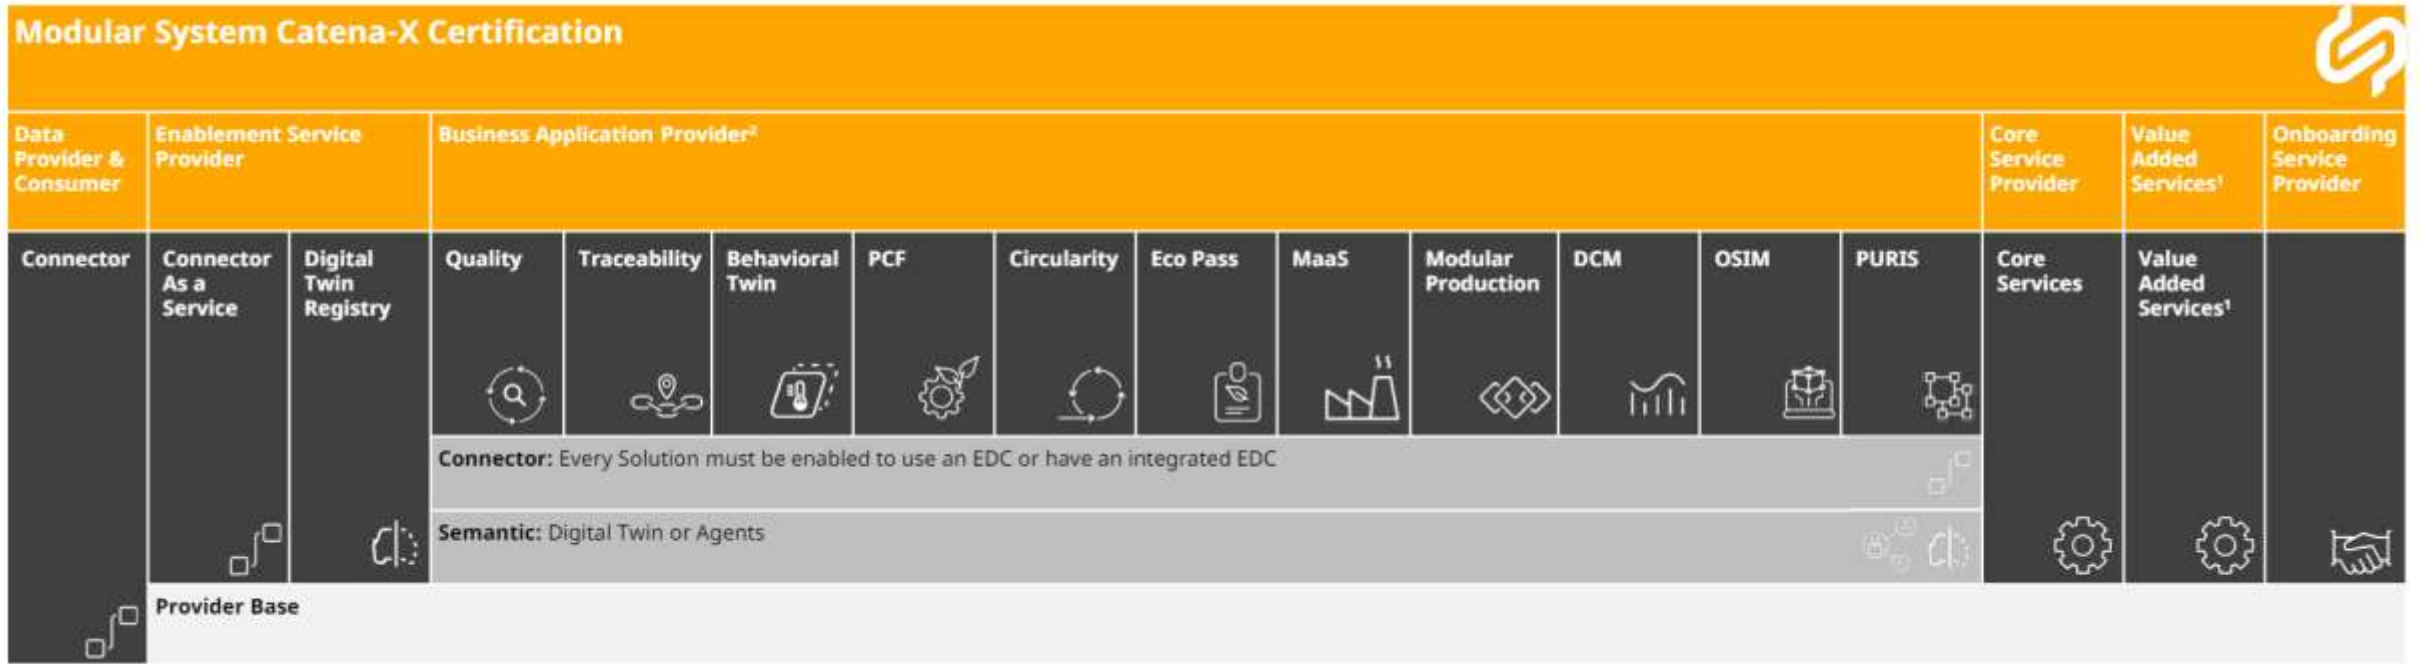 Modular System Catena-X Certification
Data
Provider &
Consumer
Enablement Service
Provider
Business Application Provider²
Core
Service
Provider
Value
Added
Services¹
Onboarding
Service
Provider
Connector
Connector
As a
Service
Digital
Twin
Registry
Quality
Traceability
Behavioral
Twin
PCF
Circularity
Eco Pass
MaaS
Modular
Production
DCM
OSIM
PURIS
Core
Services
Value
Added
Services¹
Connector: Every Solution must be enabled to use an EDC or have an integrated EDC
Semantic: Digital Twin or Agents
Provider Base